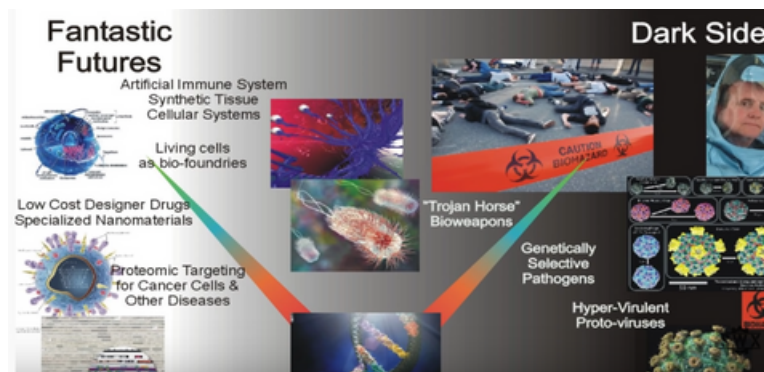 Fantastic
Futures
Artificial Immune System
Synthetic Tissue
Cellular Systems
Living cells
as bio-foundries
Low Cost Designer Drugs
Specialized Nanomaterials
Proteomic Targeting
for Cancer Cells &
Other Diseases
Dark Side
CAUTION
BIOHAZARD
"Trojan Horse"
Bioweapons
Genetically
Selective
Pathogens
Hyper-Virulent
Proto-viruses